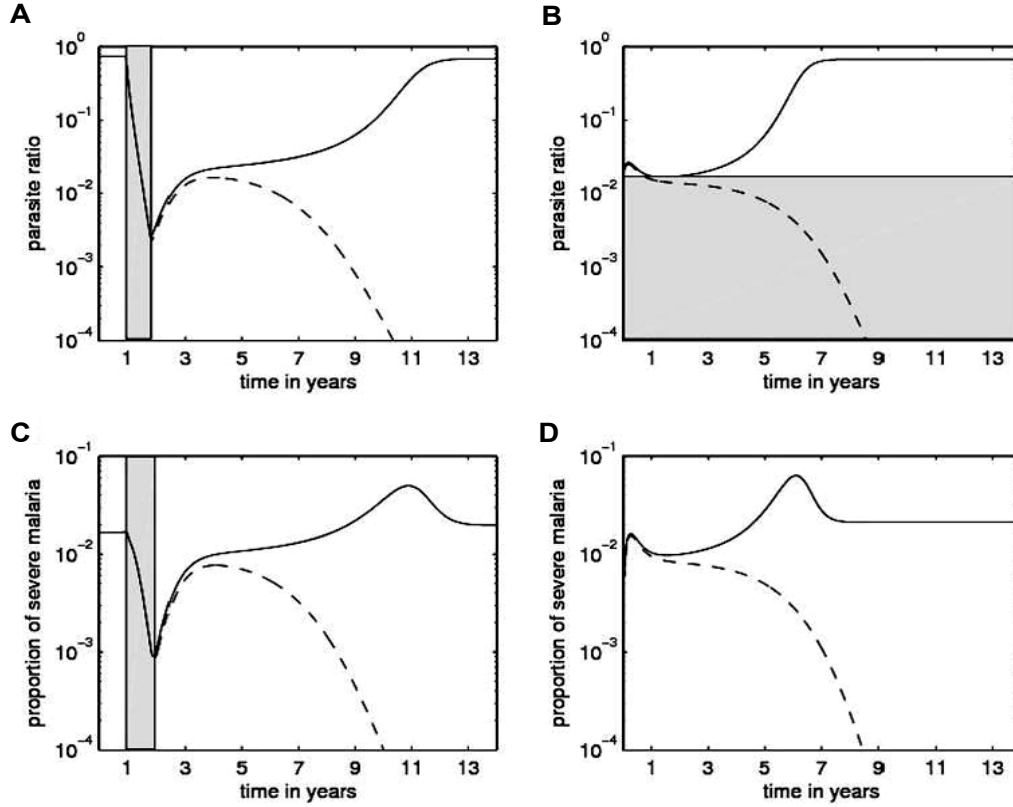 A
parasite ratio
10⁰
10⁻¹
10⁻²
10⁻³
10⁻⁴
1 3 5 7 9 11 13
time in years
B
parasite ratio
10⁰
10⁻¹
10⁻²
10⁻³
10⁻⁴
1 3 5 7 9 11 13
time in years
C
proportion of severe malaria
10⁻¹
10⁻²
10⁻³
10⁻⁴
1 3 5 7 9 11 13
time in years
D
proportion of severe malaria
10⁻¹
10⁻²
10⁻³
10⁻⁴
1 3 5 7 9 11 13
time in years